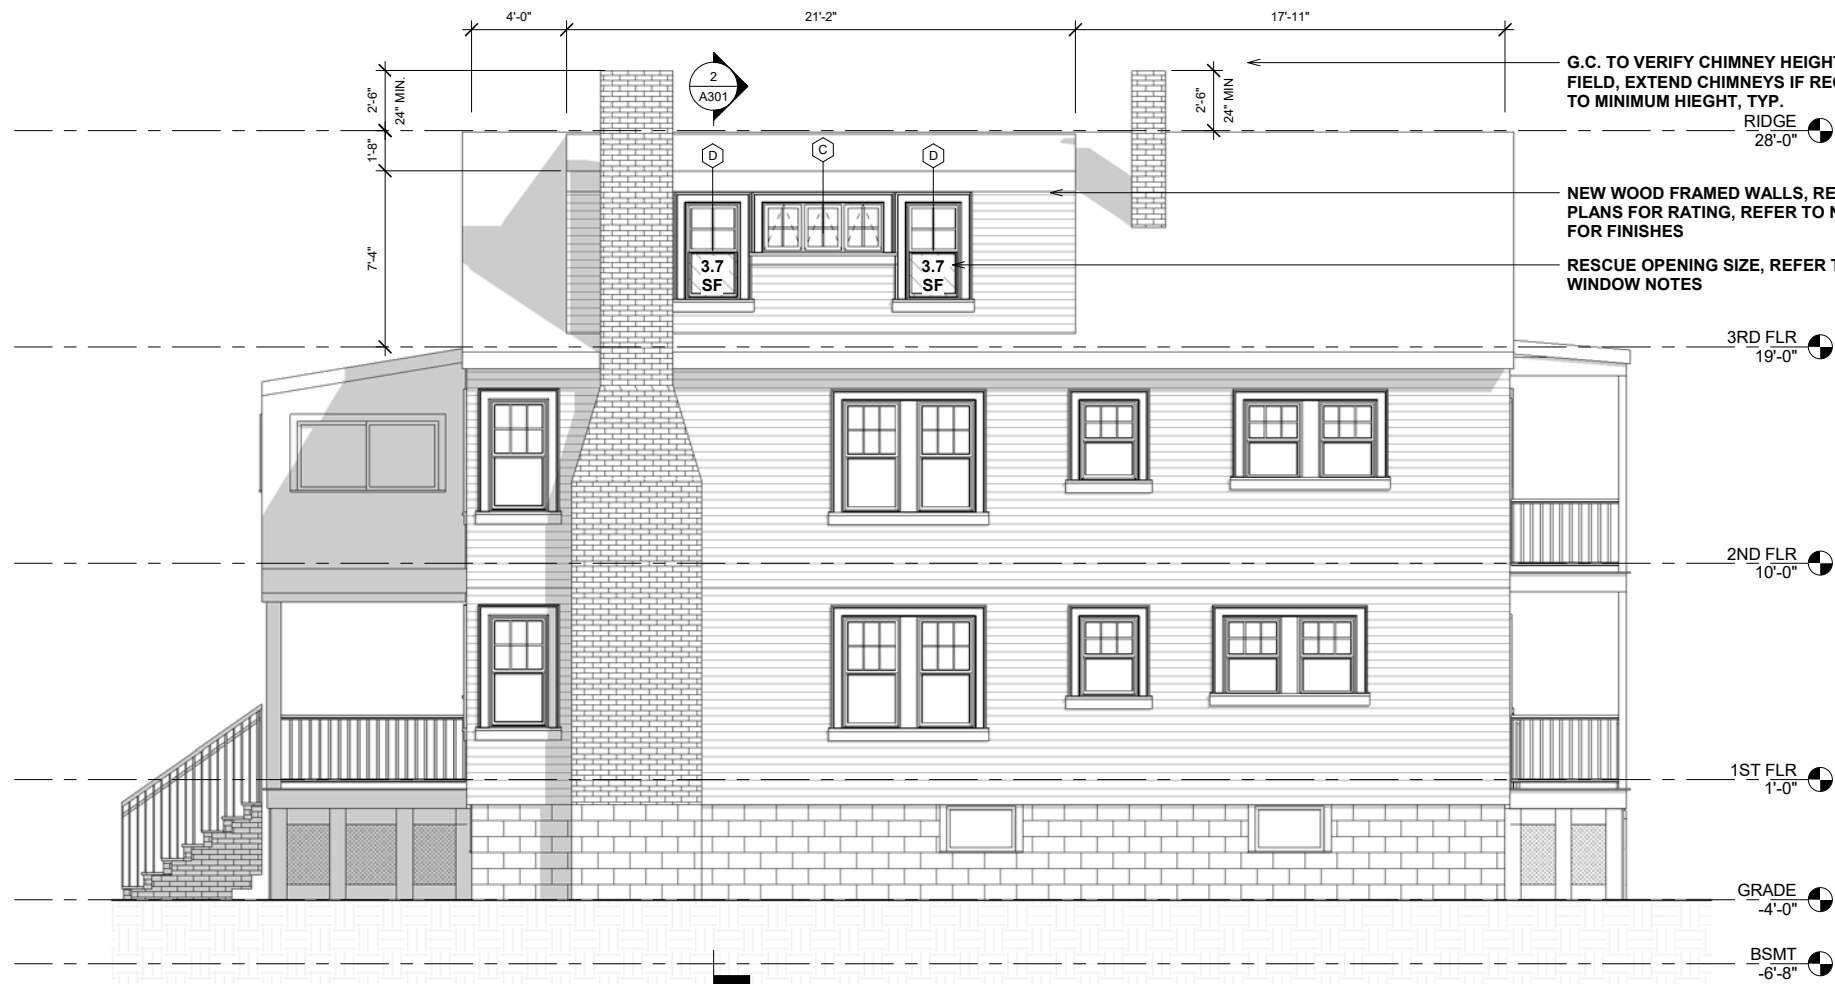 4'-0"
21'-2"
17'-11"
2'-6"
24" MIN.
2
A301
2'-6"
24" MIN
G.C. TO VERIFY CHIMNEY HEIGHT
FIELD, EXTEND CHIMNEYS IF
TO MINIMUM HIEGHT, TYP.
RIDGE
28'-0"
1'-8"
D
C
D
NEW WOOD FRAMED WALLS,
PLANS FOR RATING, REFER TO
FOR FINISHES
7'-4"
3.7
SF
3.7
SF
RESCUE OPENING SIZE, REFER
WINDOW NOTES
3RD FLR
19'-0"
2ND FLR
10'-0"
1ST FLR
1'-0"
GRADE
-4'-0"
BSMT
-6'-8"